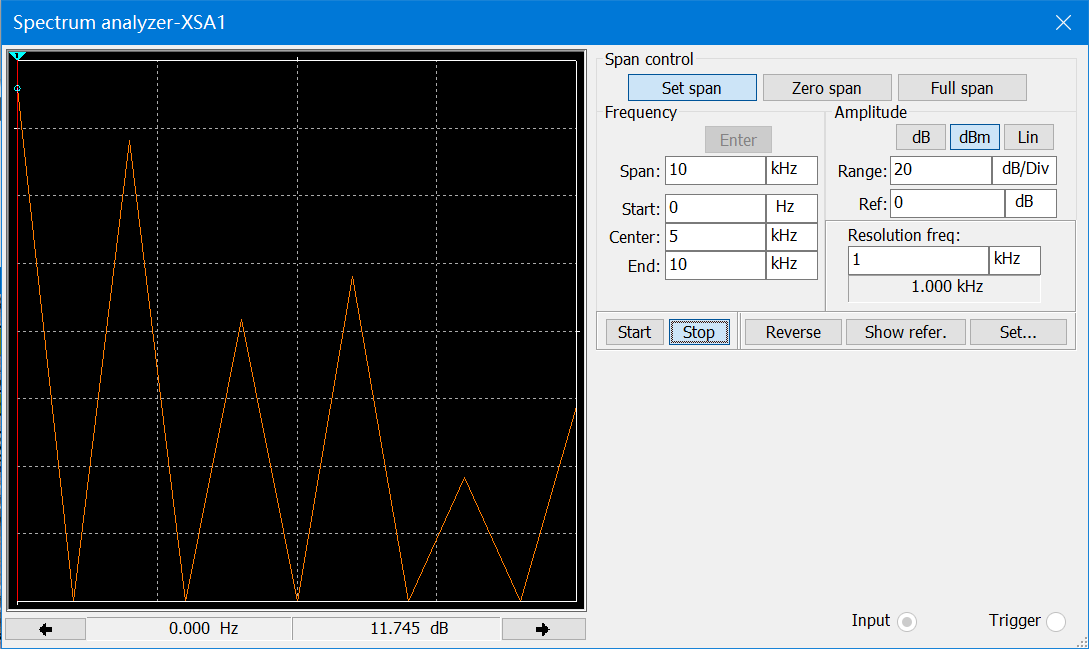 Spectrum analyzer-XSA1
1
Span control
Set span Zero span Full span
Frequency
Enter
Span: 10 kHz
Start: 0 Hz
Center: 5 kHz
End: 10 kHz
Amplitude
dB dBm Lin
Range: 20 dB/Div
Ref: 0 dB
Resolution freq:
1 kHz
1.000 kHz
Start Stop Reverse Show refer. Set...
0.000 Hz 11.745 dB
Input Trigger